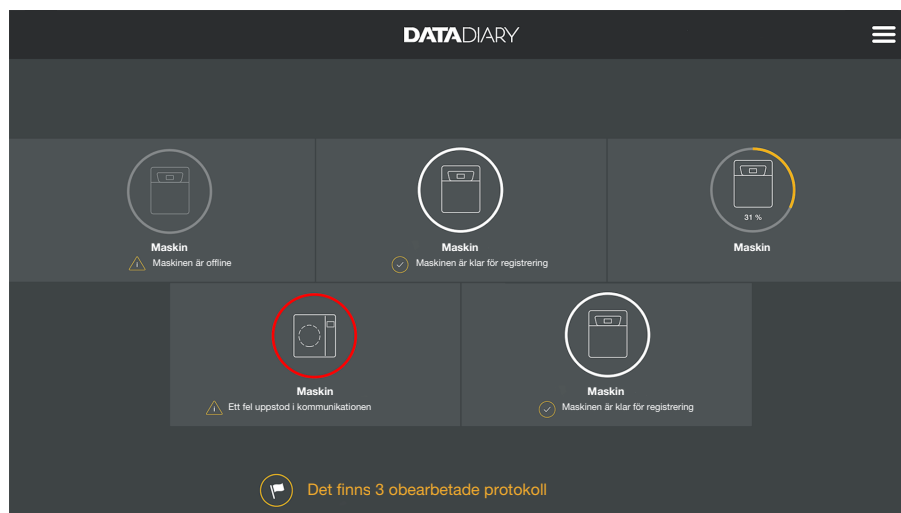 DATADIARY
Maskin
Maskinen är offline
Maskin
Maskinen är klar för registrering
31 %
Maskin
Maskin
Ett fel uppstod i kommunikationen
Maskin
Maskinen är klar för registrering
Det finns 3 obearbetade protokoll